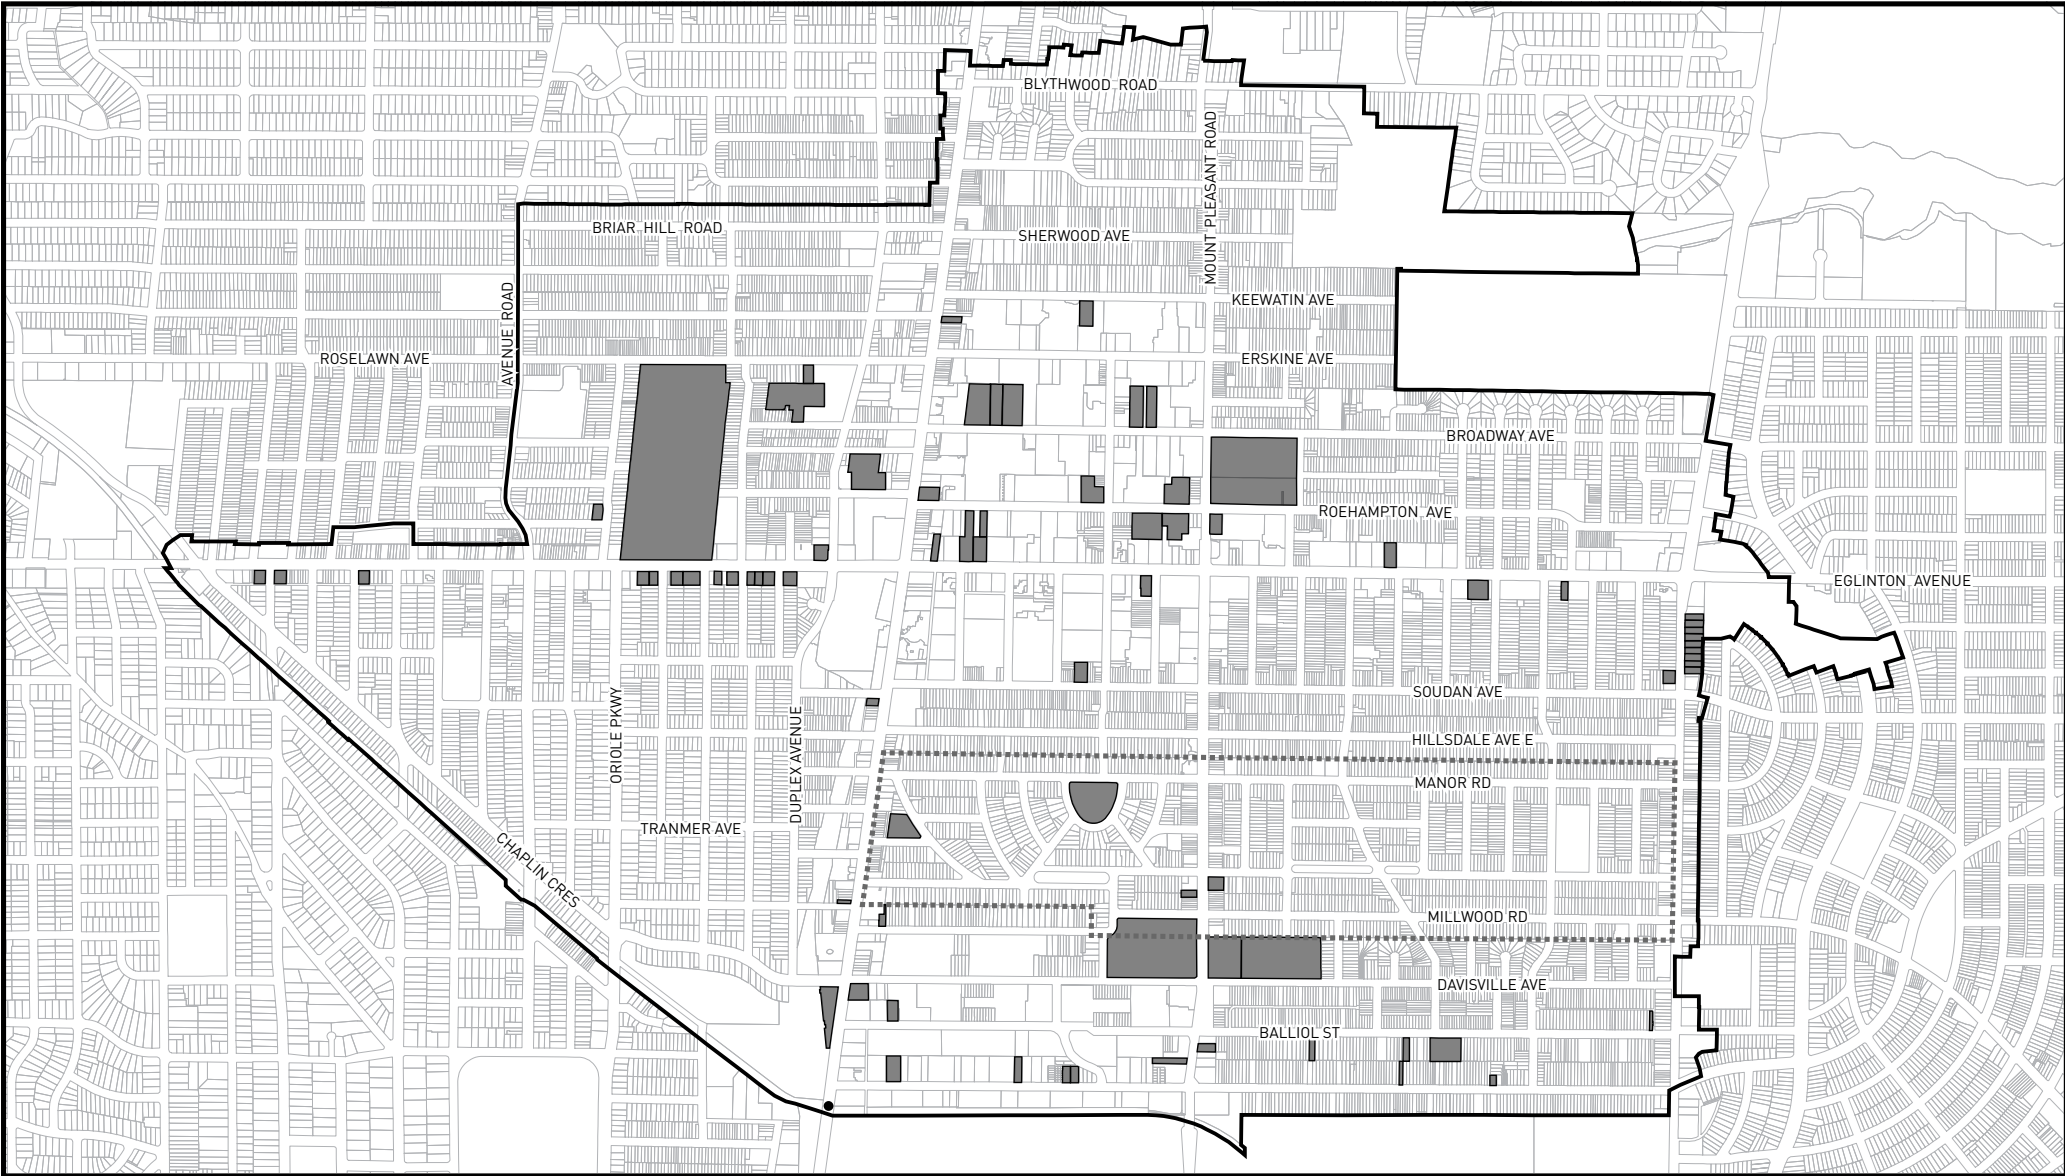 BLYTHWOOD ROAD
MOUNT PLEASANT ROAD
BRIAR HILL ROAD
SHERWOOD AVE
AVENUE ROAD
KEEWATIN AVE
ROSELAWN AVE
ERSKINE AVE
BROADWAY AVE
ROEHAMPTON AVE
EGLINTON AVENUE
SOUDAN AVE
ORIOLE PKWY
DUPLEX AVENUE
HILLSDALE AVE E
MANOR RD
TRANMER AVE
CHAPLIN CRES
MILLWOOD RD
DAVISVILLE AVE
BALLIOL ST